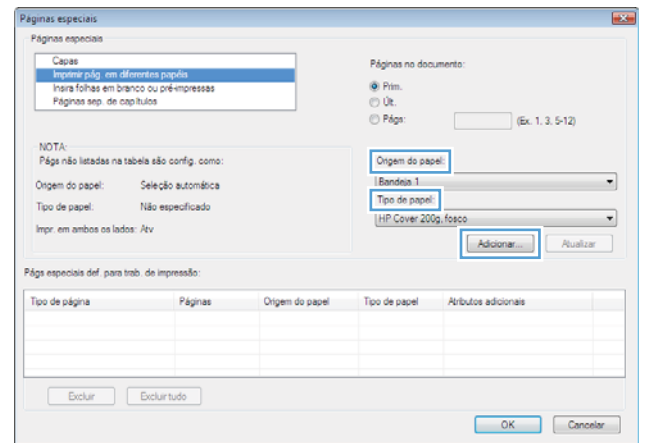 Páginas especiais
Páginas especiais
Capas
Imprimir pág. em diferentes papéis
Insira folhas em branco ou pré-impressas
Páginas sep. de capítulos
Páginas no documento:
Prim.
Út.
Págs:
(Ex. 1, 3, 5-12)
NOTA:
Págs não listadas na tabela são config. como:
Origem do papel: Seleção automática
Tipo de papel: Não especificado
Impr. em ambos os lados: Atv
Origem do papel:
Bandeja 1
Tipo de papel:
HP Cover 200g, fosco
Adicionar... Atualizar
Págs especiais def. para trab. de impressão:
Tipo de página Páginas Origem do papel Tipo de papel Atributos adicionais
Excluir Excluir tudo
OK Cancelar